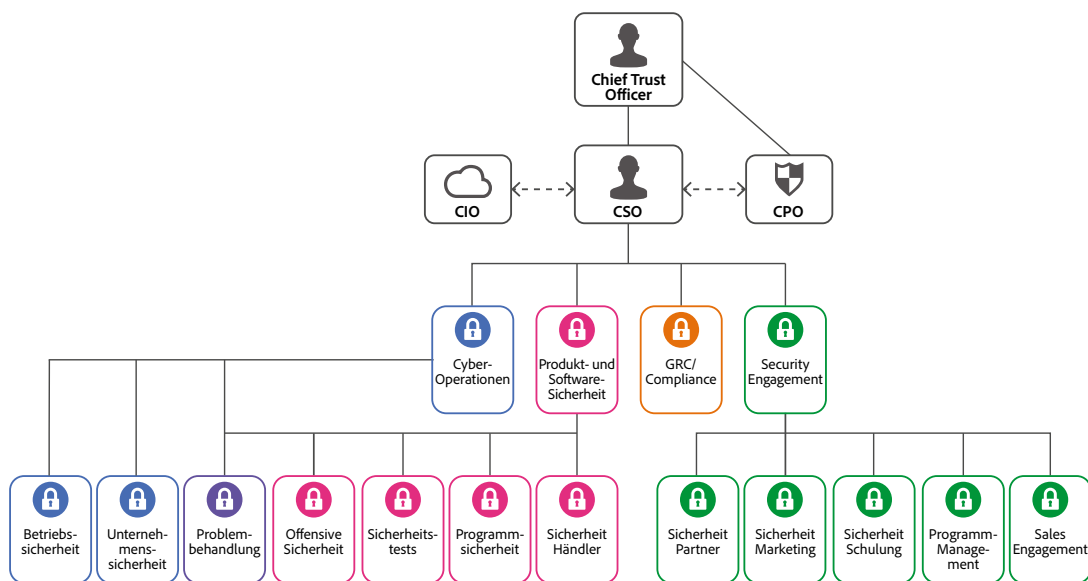 Chief Trust
Officer
CIO
CSO
CPO
Cyber-
Operationen
Produkt- und
Software-
Sicherheit
GRC/
Compliance
Security
Engagement
Betriebs-
sicherheit
Unterneh-
menssi-
cherheit
Problem-
behandlung
Offensive
Sicherheit
Sicherheits-
tests
Programm-
sicherheit
Sicherheit
Händler
Sicherheit
Partner
Sicherheit
Marketing
Sicherheit
Schulung
Programm-
Manage-
ment
Sales
Engagement